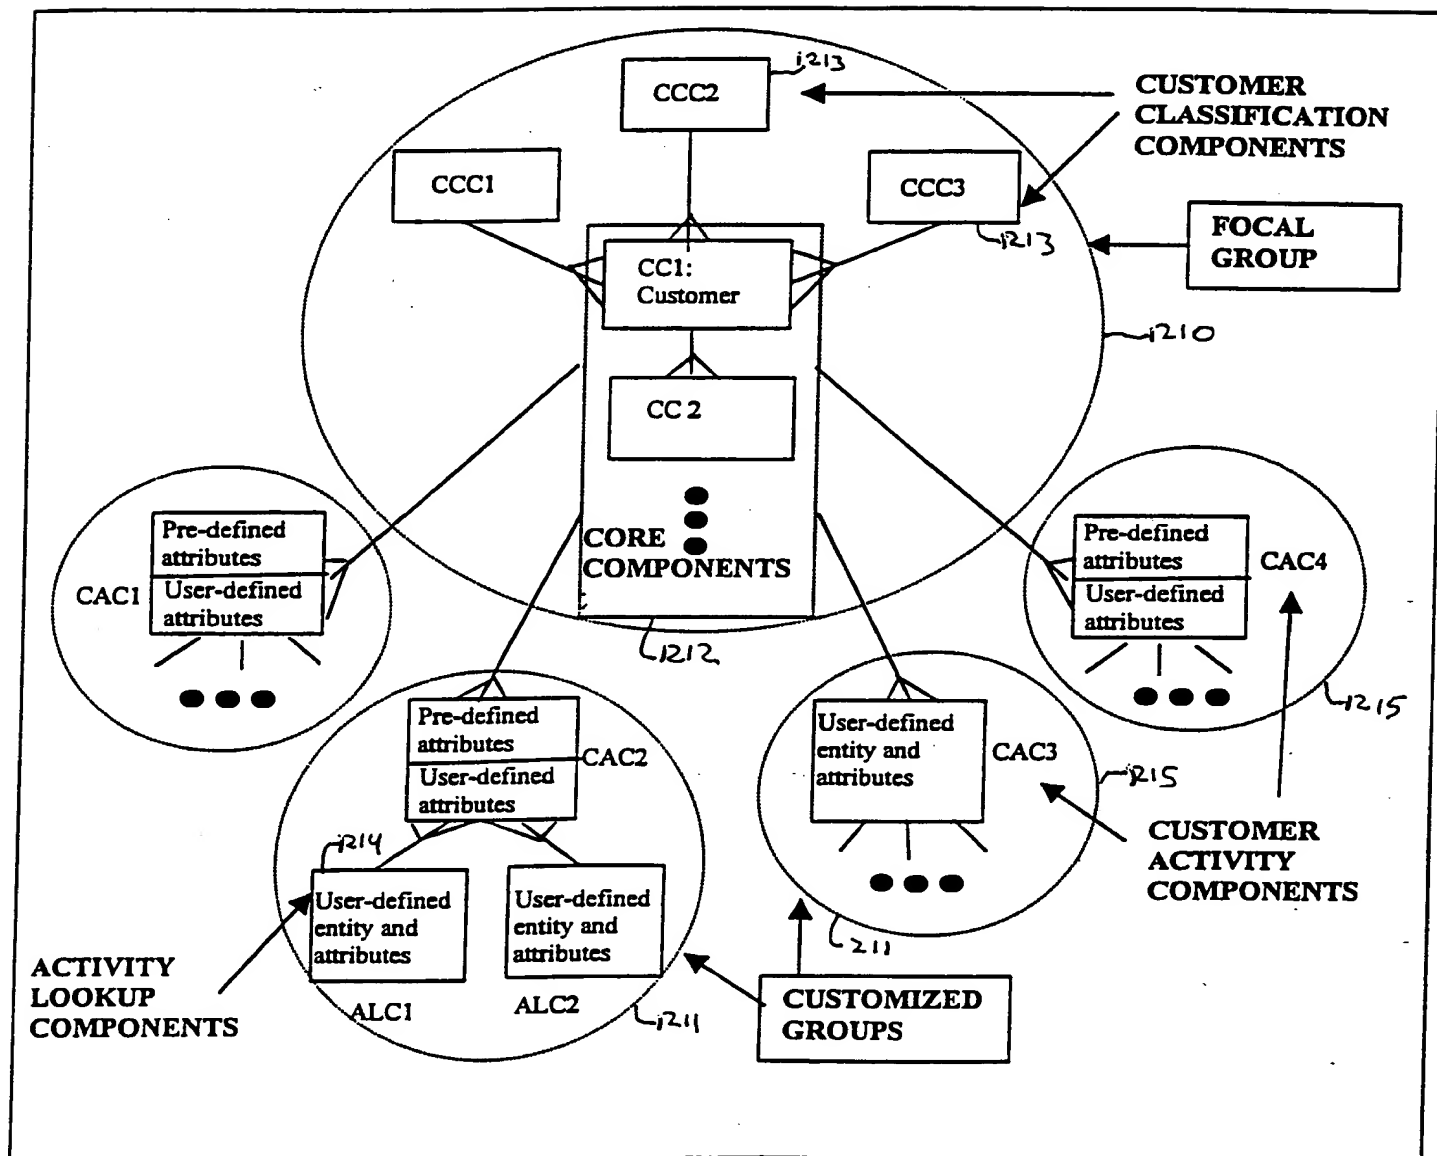 1213
CCC2
CUSTOMER
CLASSIFICATION
COMPONENTS
CCC1
CCC3
1213
FOCAL
GROUP
CC1:
Customer
1210
CC 2
CORE
COMPONENTS
1212
Pre-defined
attributes
User-defined
attributes
CAC1
Pre-defined
attributes
User-defined
attributes
CAC4
1215
Pre-defined
attributes
User-defined
attributes
CAC2
User-defined
entity and
attributes
CAC3
1215
CUSTOMER
ACTIVITY
COMPONENTS
1214
User-defined
entity and
attributes
User-defined
entity and
attributes
1211
ACTIVITY
LOOKUP
COMPONENTS
ALC1
ALC2
1211
CUSTOMIZED
GROUPS